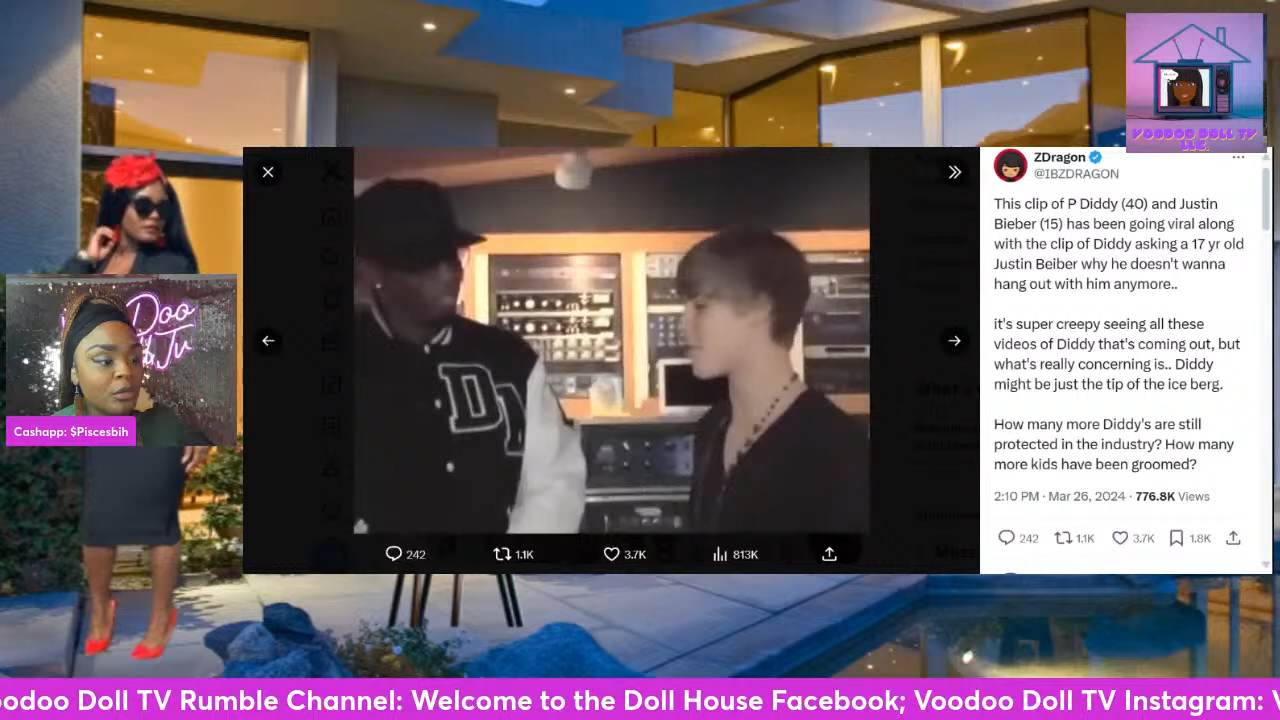 VOODOO DOLL TV
LLC.
ZDragon
@IBZDRAGON
This clip of P Diddy (40) and Justin
Bieber (15) has been going viral along
with the clip of Diddy asking a 17 yr old
Justin Beiber why he doesn't wanna
hang out with him anymore..
it's super creepy seeing all these
videos of Diddy that's coming out, but
what's really concerning is.. Diddy
might be just the tip of the ice berg.
How many more Diddy's are still
protected in the industry? How many
more kids have been groomed?
2:10 PM · Mar 26, 2024 · 776.8K Views
242 1.1K 3.7K 1.8K
D
Doo
Tv
Cashapp: $Piscesbih
242 1.1K 3.7K 813K
oodoo Doll TV Rumble Channel: Welcome to the Doll House Facebook; Voodoo Doll TV Instagram: